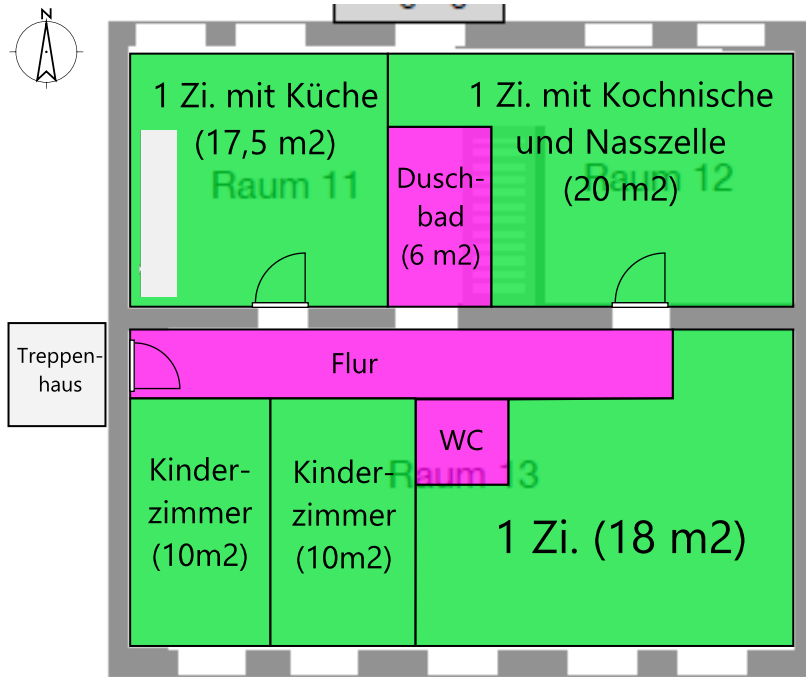 N
1 Zi. mit Küche
(17,5 m2)
Raum 11
1 Zi. mit Kochnische
und Nasszelle
(20 m2)
Raum 12
Dusch-
bad
(6 m2)
Treppen-
haus
Flur
WC
Kinder-
zimmer
(10m2)
Kinder-
zimmer
(10m2)
Raum 13
1 Zi. (18 m2)